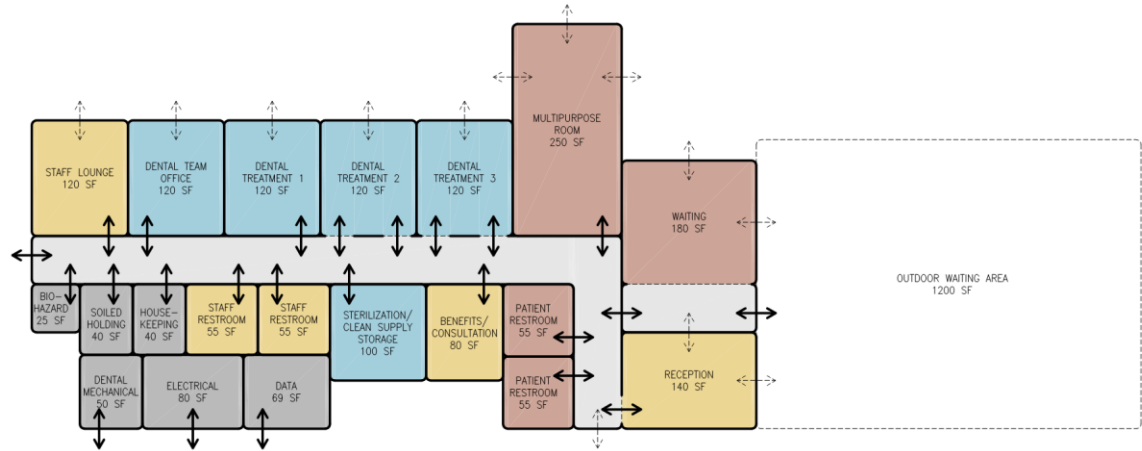 MULTIPURPOSE
ROOM
250 SF
STAFF LOUNGE
120 SF
DENTAL TEAM
OFFICE
120 SF
DENTAL
TREATMENT 1
120 SF
DENTAL
TREATMENT 2
120 SF
DENTAL
TREATMENT 3
120 SF
WAITING
180 SF
OUTDOOR WAITING AREA
1200 SF
BIO-
HAZARD
25 SF
SOILED
HOLDING
40 SF
HOUSE-
KEEPING
40 SF
STAFF
RESTROOM
55 SF
STAFF
RESTROOM
55 SF
STERILIZATION/
CLEAN SUPPLY
STORAGE
100 SF
BENEFITS/
CONSULTATION
80 SF
PATIENT
RESTROOM
55 SF
PATIENT
RESTROOM
55 SF
RECEPTION
140 SF
DENTAL
MECHANICAL
50 SF
ELECTRICAL
80 SF
DATA
69 SF